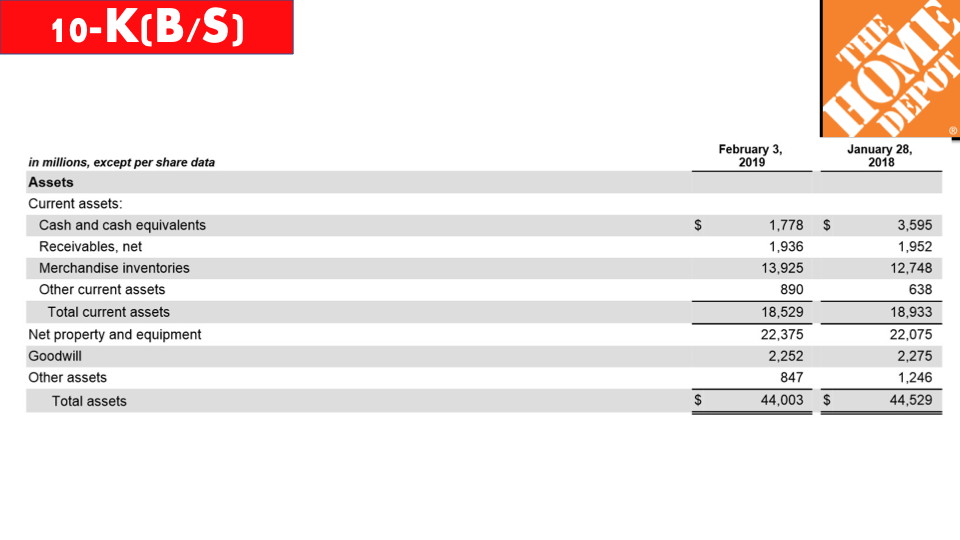 10-K(B/S)
THE
HOME
DEPOT
®
February 3, January 28,
in millions, except per share data 2019 2018
Assets
Current assets:
Cash and cash equivalents $ 1,778 $ 3,595
Receivables, net 1,936 1,952
Merchandise inventories 13,925 12,748
Other current assets 890 638
Total current assets 18,529 18,933
Net property and equipment 22,375 22,075
Goodwill 2,252 2,275
Other assets 847 1,246
Total assets $ 44,003 $ 44,529